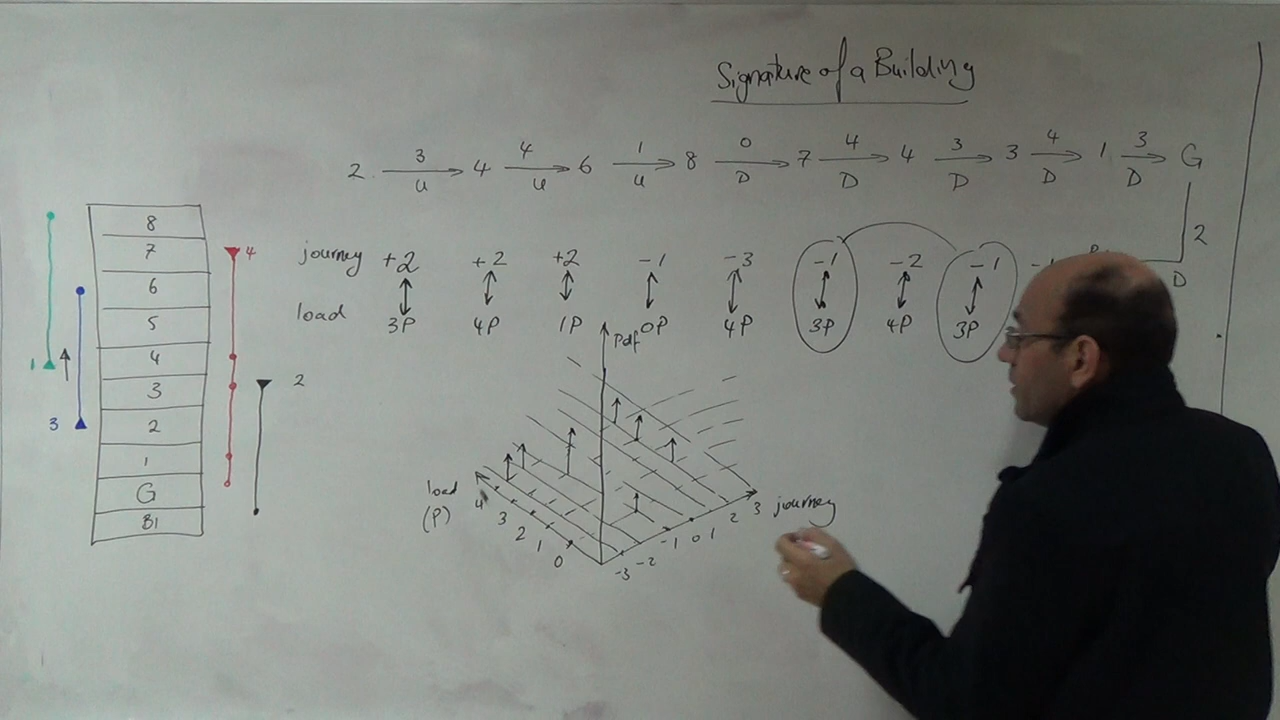 Signature of a Building
3 4 1 0 4 3 4 3
2 → 4 → 6 → 8 → 7 → 4 → 3 → 1 → G
U U U D D D D D
2
D
journey +2 +2 +2 -1 -3 -1 -2 -1 -1
load 3P 4P 1P 0P 4P 3P 4P 3P
8
7
6
5
4
3
2
1
G
B1
1
3
4
2
Pdf
load
(P)
4 3 2 1 0
-3 -2 -1 0 1 2 3 journey